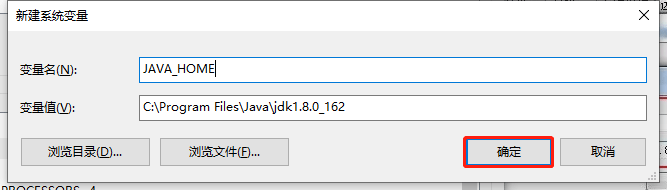 新建系统变量
变量名(N):
JAVA_HOME
变量值(V):
C:\Program Files\Java\jdk1.8.0_162
浏览目录(D)...
浏览文件(F)...
确定
取消